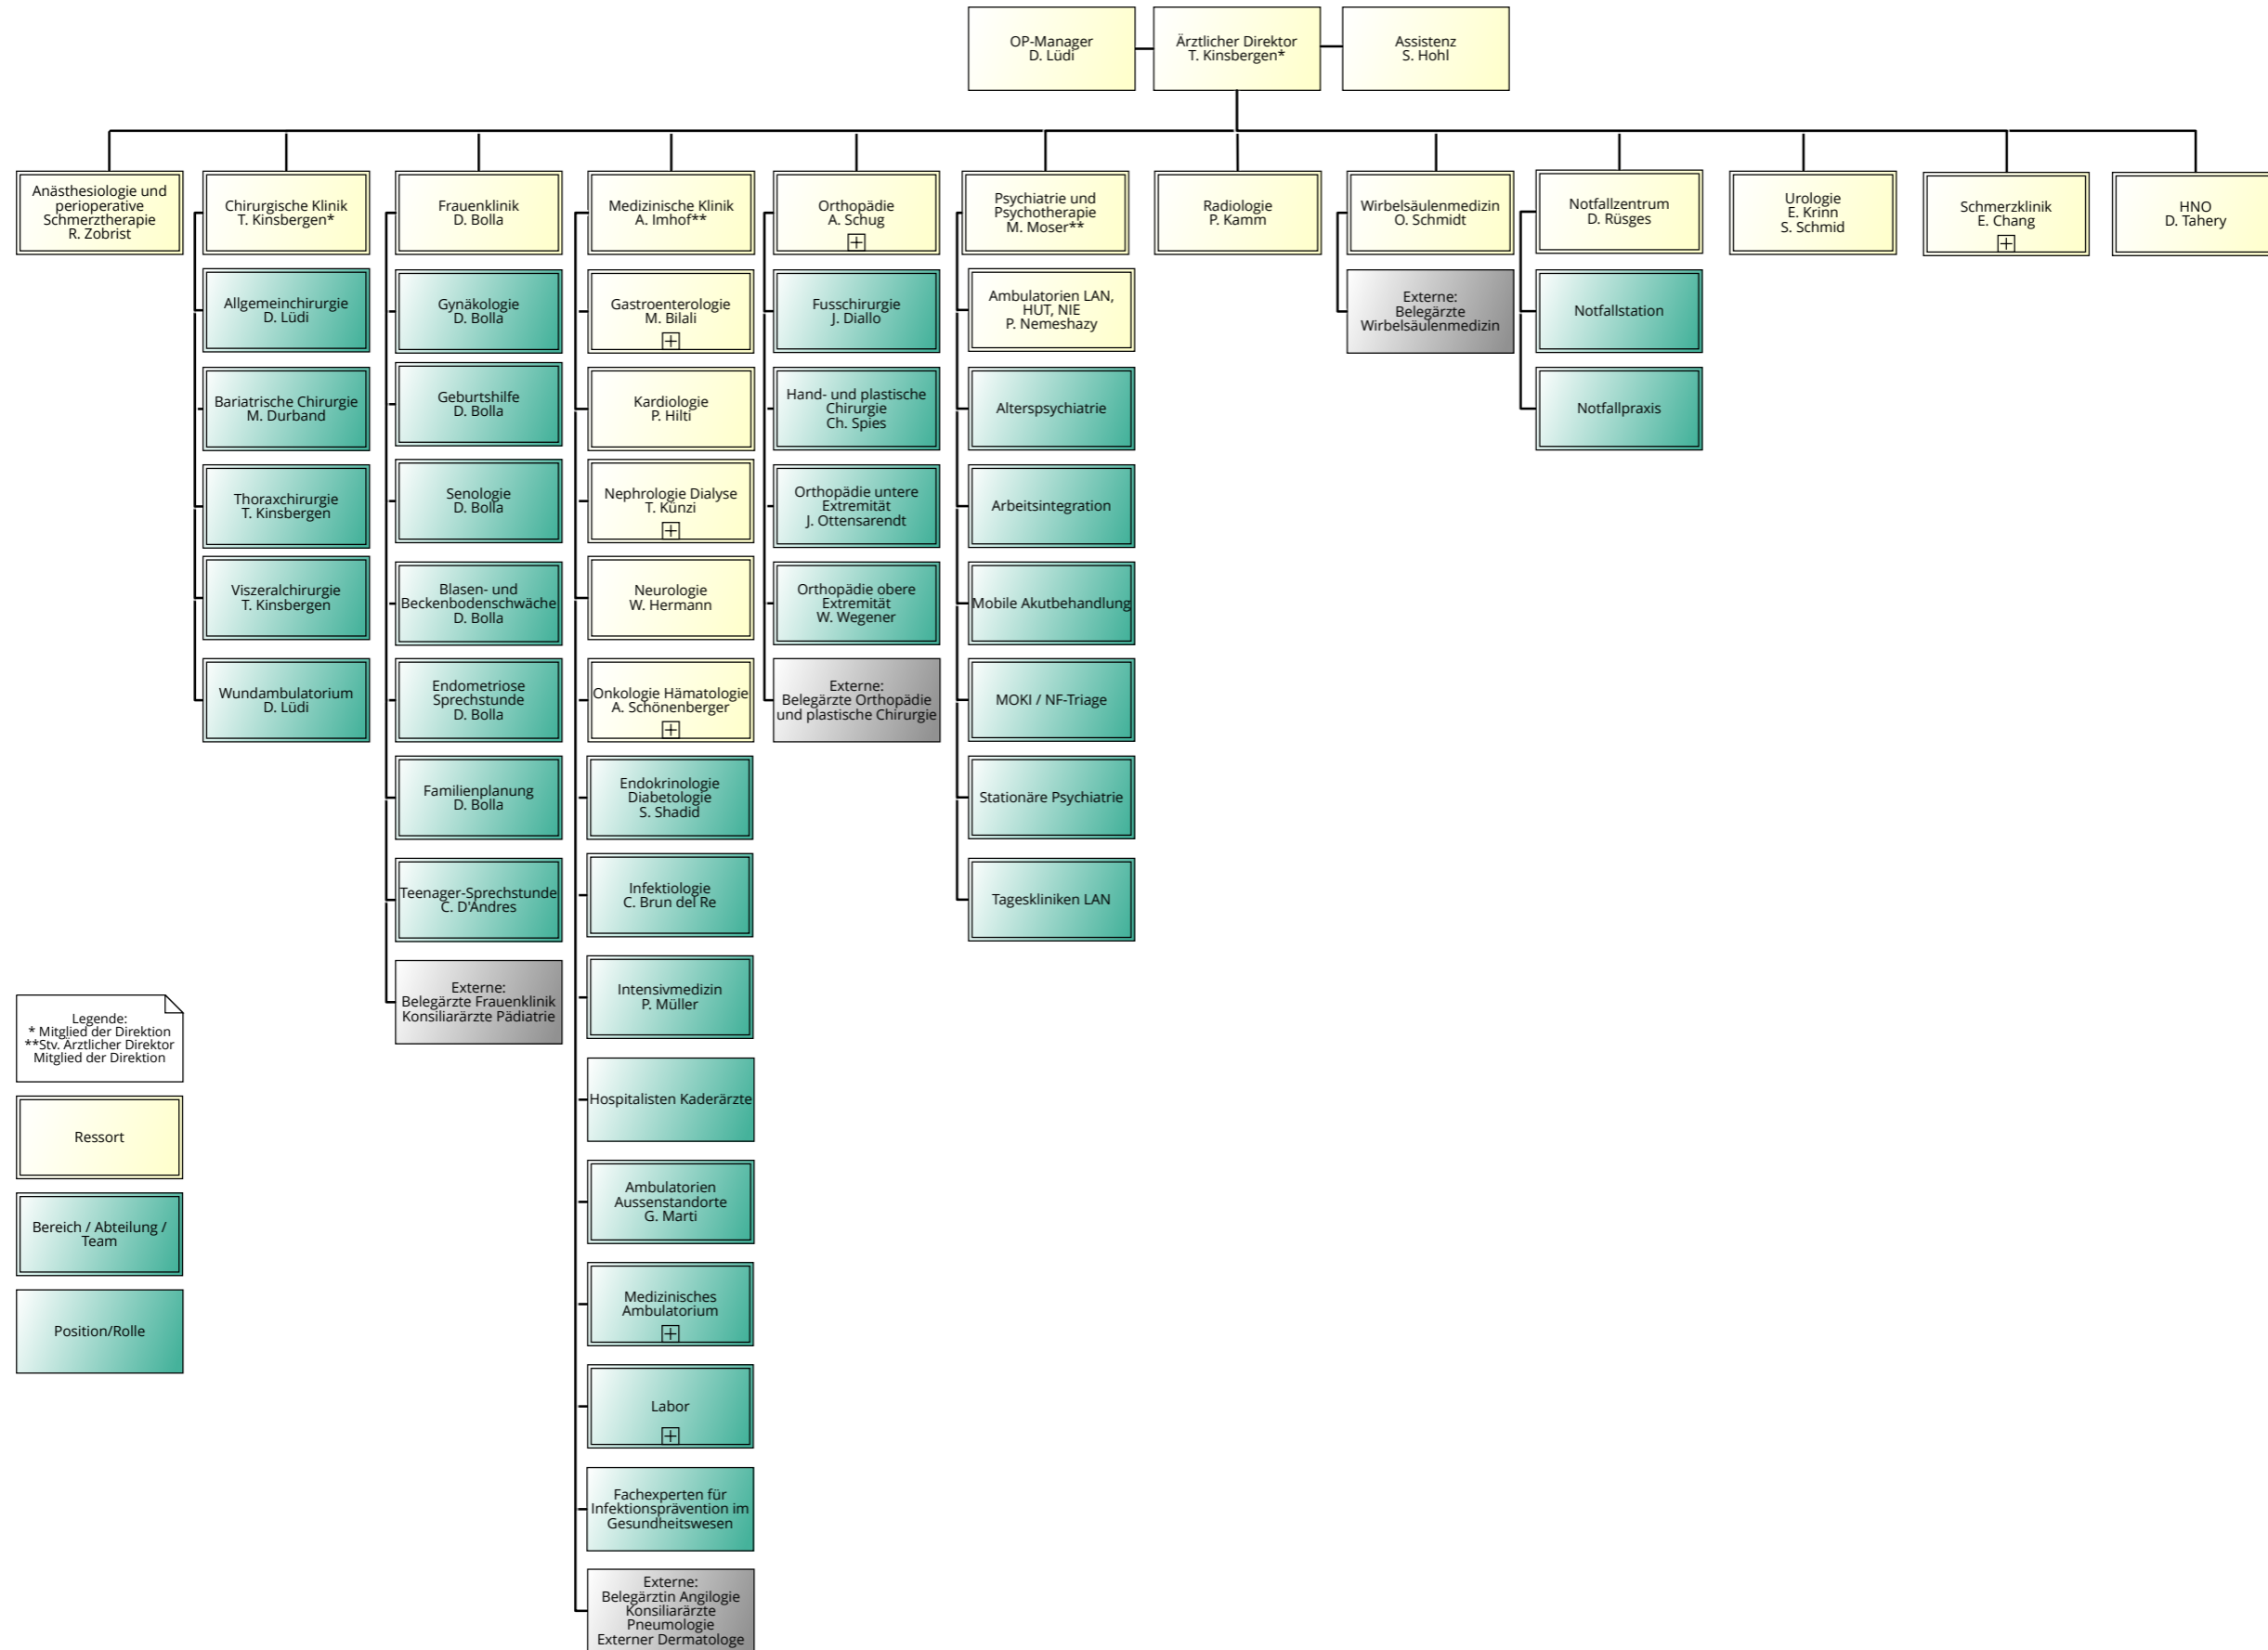 OP-Manager
D. Lüdi
Ärztlicher Direktor
T. Kinsbergen*
Assistenz
S. Hohl
Anästhesiologie und
perioperative
Schmerztherapie
R. Zobrist
Chirurgische Klinik
T. Kinsbergen*
Frauenklinik
D. Bolla
Medizinische Klinik
A. Imhof**
Orthopädie
A. Schug
Psychiatrie und
Psychotherapie
M. Moser**
Radiologie
P. Kamm
Wirbelsäulenmedizin
O. Schmidt
Notfallzentrum
D. Rüsges
Urologie
E. Krinn
S. Schmid
Schmerzklinik
E. Chang
HNO
D. Tahery
Allgemeinchirurgie
D. Lüdi
Bariatrische Chirurgie
M. Durband
Thoraxchirurgie
T. Kinsbergen
Viszeralchirurgie
T. Kinsbergen
Wundambulatorium
D. Lüdi
Gynäkologie
D. Bolla
Geburtshilfe
D. Bolla
Senologie
D. Bolla
Blasen- und
Beckenbodenschwäche
D. Bolla
Endometriose
Sprechstunde
D. Bolla
Familienplanung
D. Bolla
Teenager-Sprechstunde
C. D'Andres
Externe:
Belegärzte Frauenklinik
Konsiliarärzte Pädiatrie
Gastroenterologie
M. Bilali
Kardiologie
P. Hilti
Nephrologie Dialyse
T. Künzi
Neurologie
W. Hermann
Onkologie Hämatologie
A. Schönenberger
Endokrinologie
Diabetologie
S. Shadid
Infektiologie
C. Brun del Re
Intensivmedizin
P. Müller
Hospitalisten Kaderärzte
Ambulatorien
Aussenstandorte
G. Marti
Medizinisches
Ambulatorium
Labor
Fachexperten für
Infektionsprävention im
Gesundheitswesen
Externe:
Belegärztin Angilogie
Konsiliarärzte
Pneumologie
Externer Dermatologe
Fusschirurgie
J. Diallo
Hand- und plastische
Chirurgie
Ch. Spies
Orthopädie untere
Extremität
J. Ottensarendt
Orthopädie obere
Extremität
W. Wegener
Externe:
Belegärzte Orthopädie
und plastische Chirurgie
Ambulatorien LAN,
HUT, NIE
P. Nemeshazy
Alterspsychiatrie
Arbeitsintegration
Mobile Akutbehandlung
MOKI / NF-Triage
Stationäre Psychiatrie
Tageskliniken LAN
Externe:
Belegärzte
Wirbelsäulenmedizin
Notfallstation
Notfallpraxis
Legende:
* Mitglied der Direktion
**Stv. Ärztlicher Direktor
Mitglied der Direktion
Ressort
Bereich / Abteilung /
Team
Position/Rolle